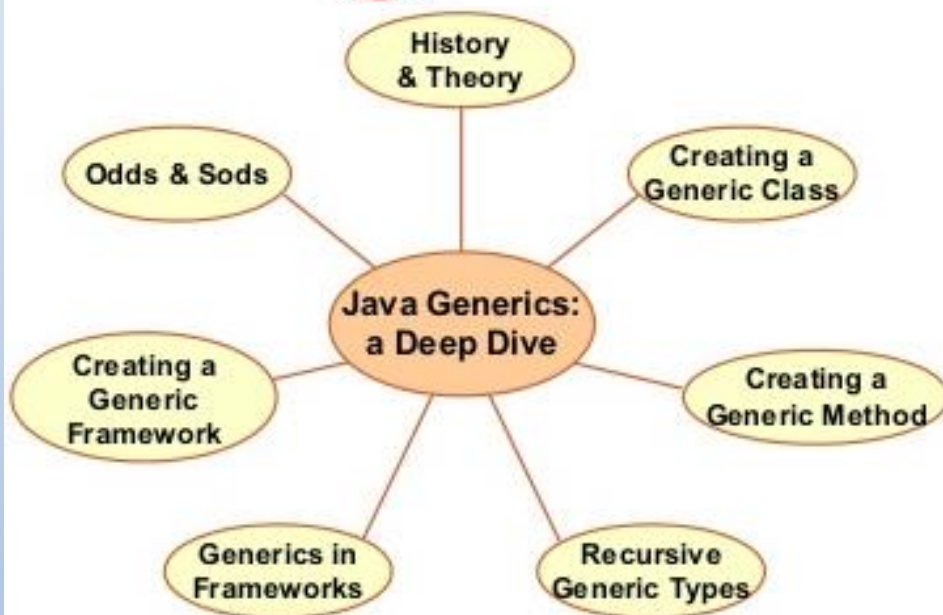 History
& Theory
Creating a
Generic Class
Odds & Sods
Java Generics:
a Deep Dive
Creating a
Generic Method
Creating a
Generic
Framework
Generics in
Frameworks
Recursive
Generic Types